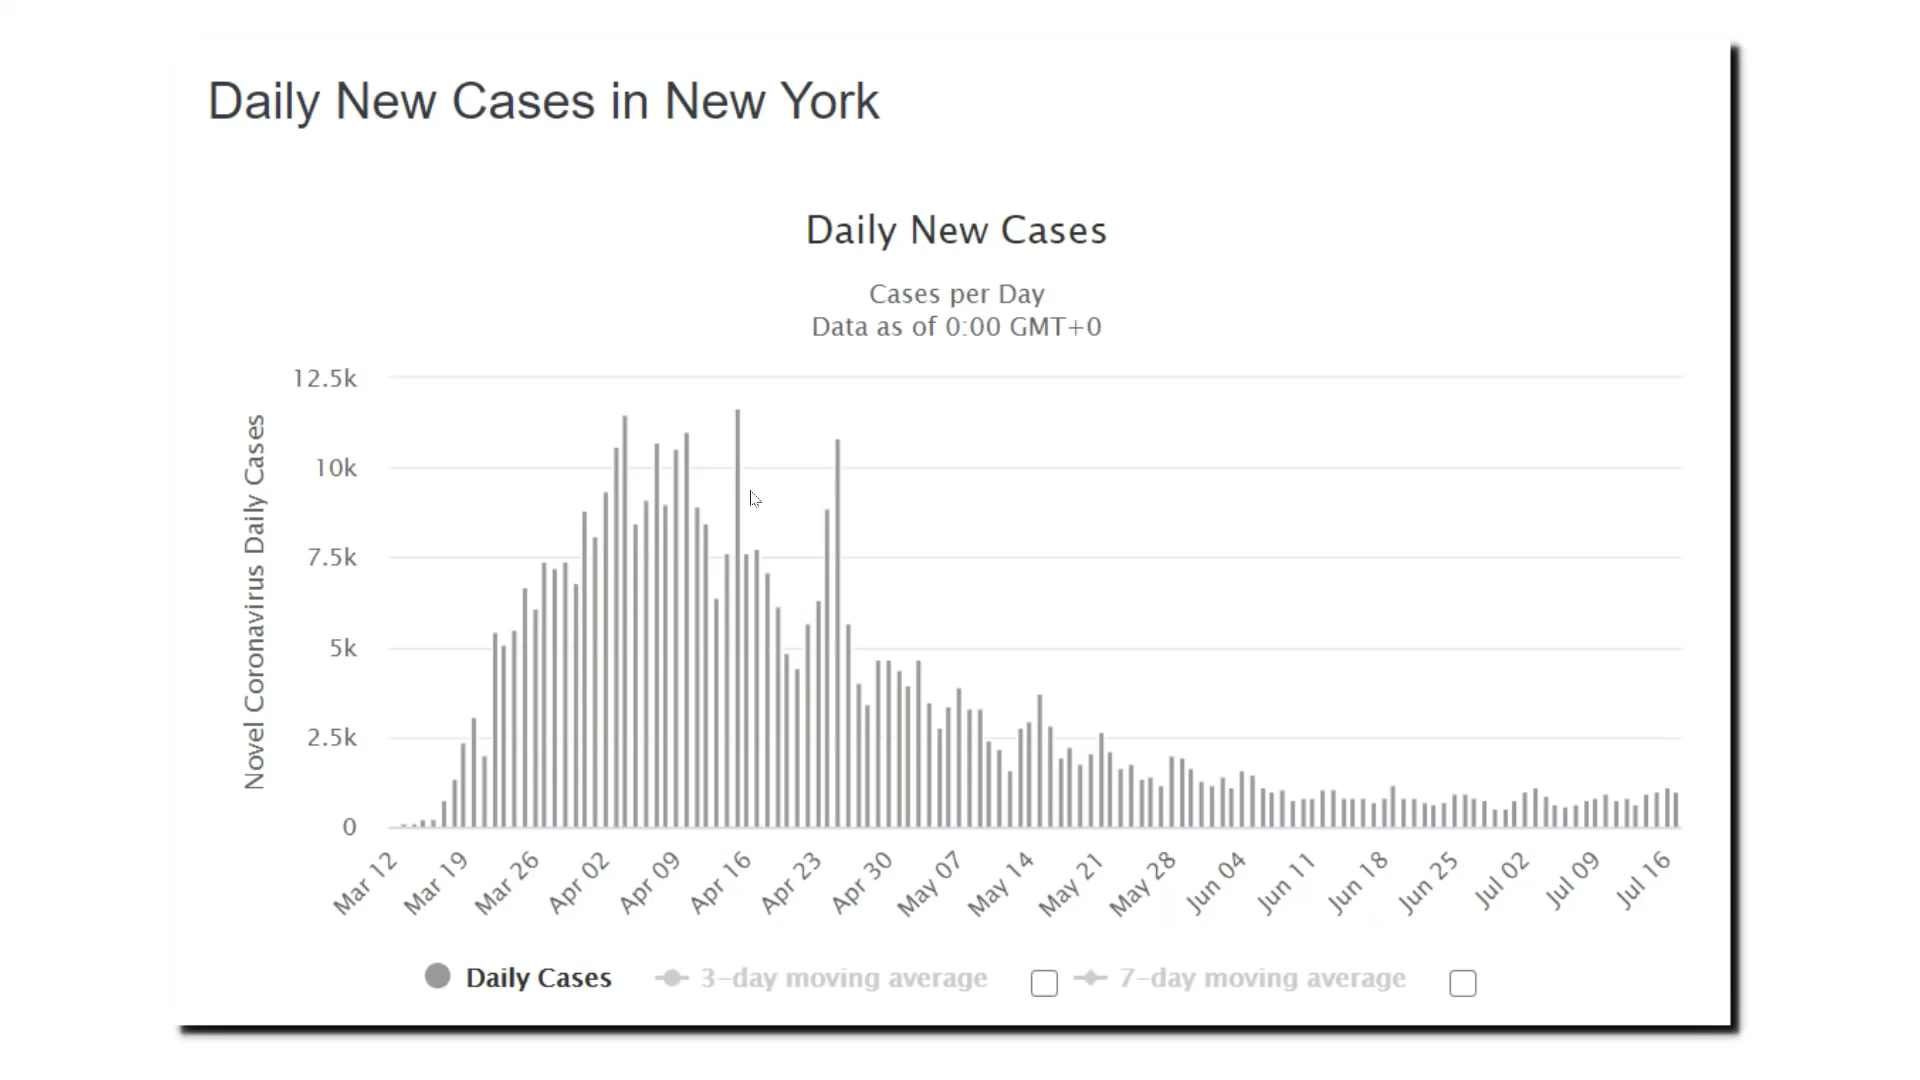 Daily New Cases in New York
Daily New Cases
Cases per Day
Data as of 0:00 GMT+0
Novel Coronavirus Daily Cases
12.5k
10k
7.5k
5k
2.5k
0
Mar 12
Mar 19
Mar 26
Apr 02
Apr 09
Apr 16
Apr 23
Apr 30
May 07
May 14
May 21
May 28
Jun 04
Jun 11
Jun 18
Jun 25
Jul 02
Jul 09
Jul 16
Daily Cases 3-day moving average 7-day moving average